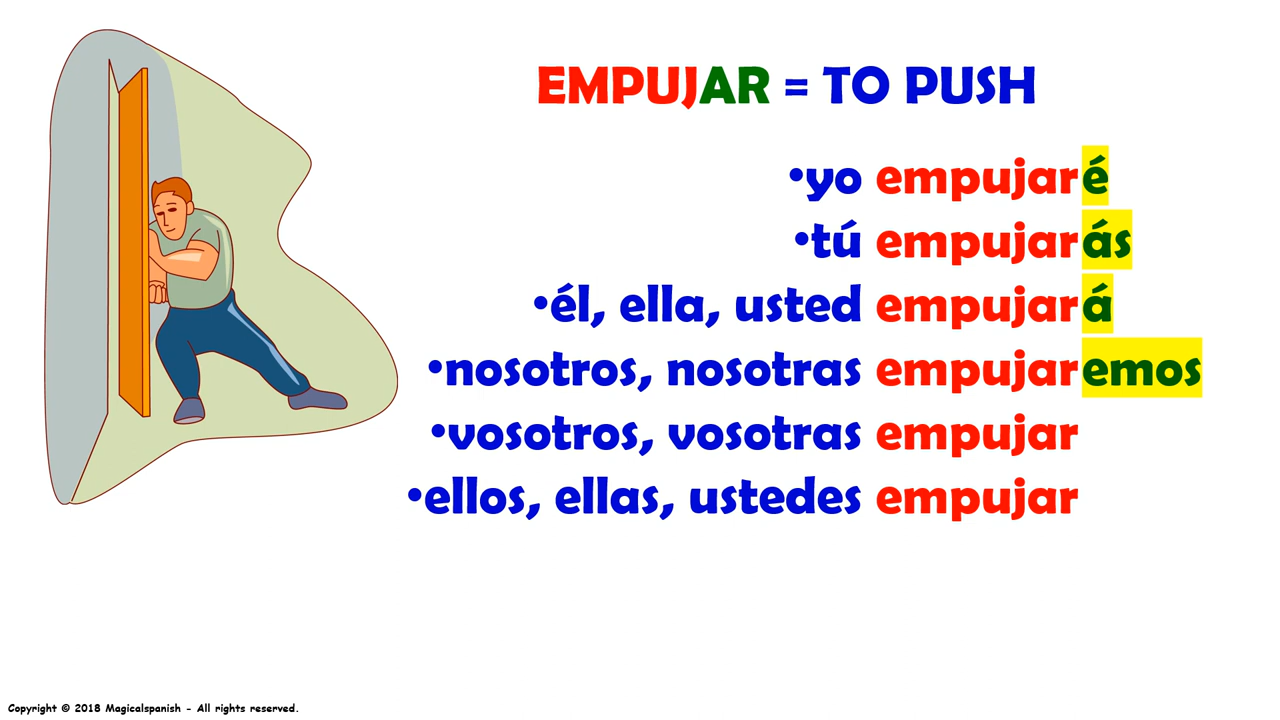 EMPUJAR = TO PUSH
•yo empujaré
•tú empujarás
•él, ella, usted empujará
•nosotros, nosotras empujaremos
•vosotros, vosotras empujar
•ellos, ellas, ustedes empujar
Copyright © 2018 Magicalspanish - All rights reserved.